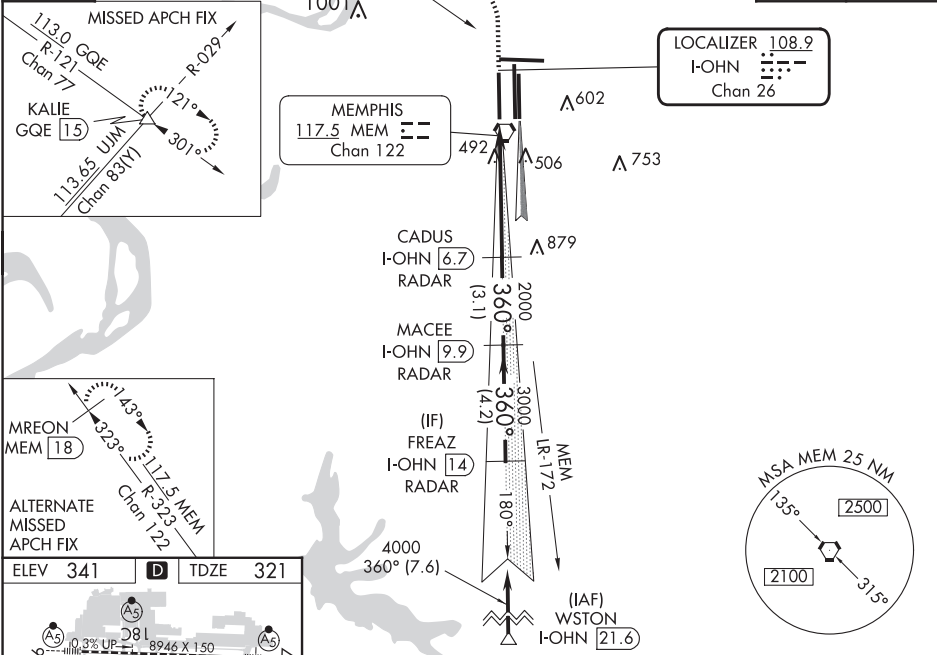 MISSED APCH FIX
113.0 GQE
R-121
Chan 77
R-029
KALIE
GQE 15
121°
301°
113.65 UJM
Chan 83(Y)
1001
LOCALIZER 108.9
I-OHN
Chan 26
MEMPHIS
117.5 MEM
Chan 122
602
492
506
753
879
CADUS
I-OHN 6.7
RADAR
2000
360°
(3.1)
MACEE
I-OHN 9.9
RADAR
3000
360°
(4.2)
(IF)
FREAZ
I-OHN 14
RADAR
MEM
LR-172
180°
4000
360° (7.6)
(IAF)
WSTON
I-OHN 21.6
MREON
MEM 18
143°
323°
117.5 MEM
R-323
Chan 122
ALTERNATE
MISSED
APCH FIX
MSA MEM 25 NM
135°
2500
2100
315°
ELEV 341 D TDZE 321
A5
A5
A5
18C
0.3% UP
8946 X 150